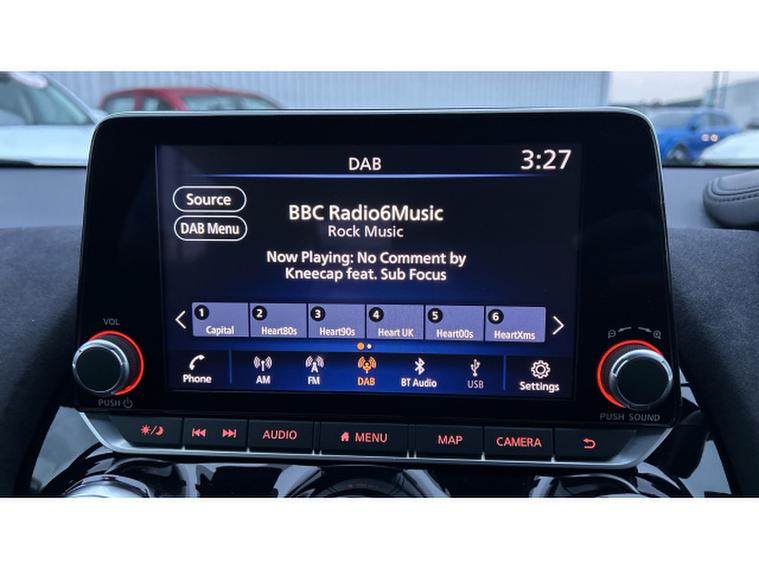 DAB
3:27
Source
DAB Menu
BBC Radio6Music
Rock Music
Now Playing: No Comment by
Kneecap feat. Sub Focus
1 Capital
2 Heart80s
3 Heart90s
4 Heart UK
5 Heart00s
6 HeartXms
Phone
AM
FM
DAB
BT Audio
USB
Settings
VOL
PUSH
PUSH SOUND
AUDIO
MENU
MAP
CAMERA